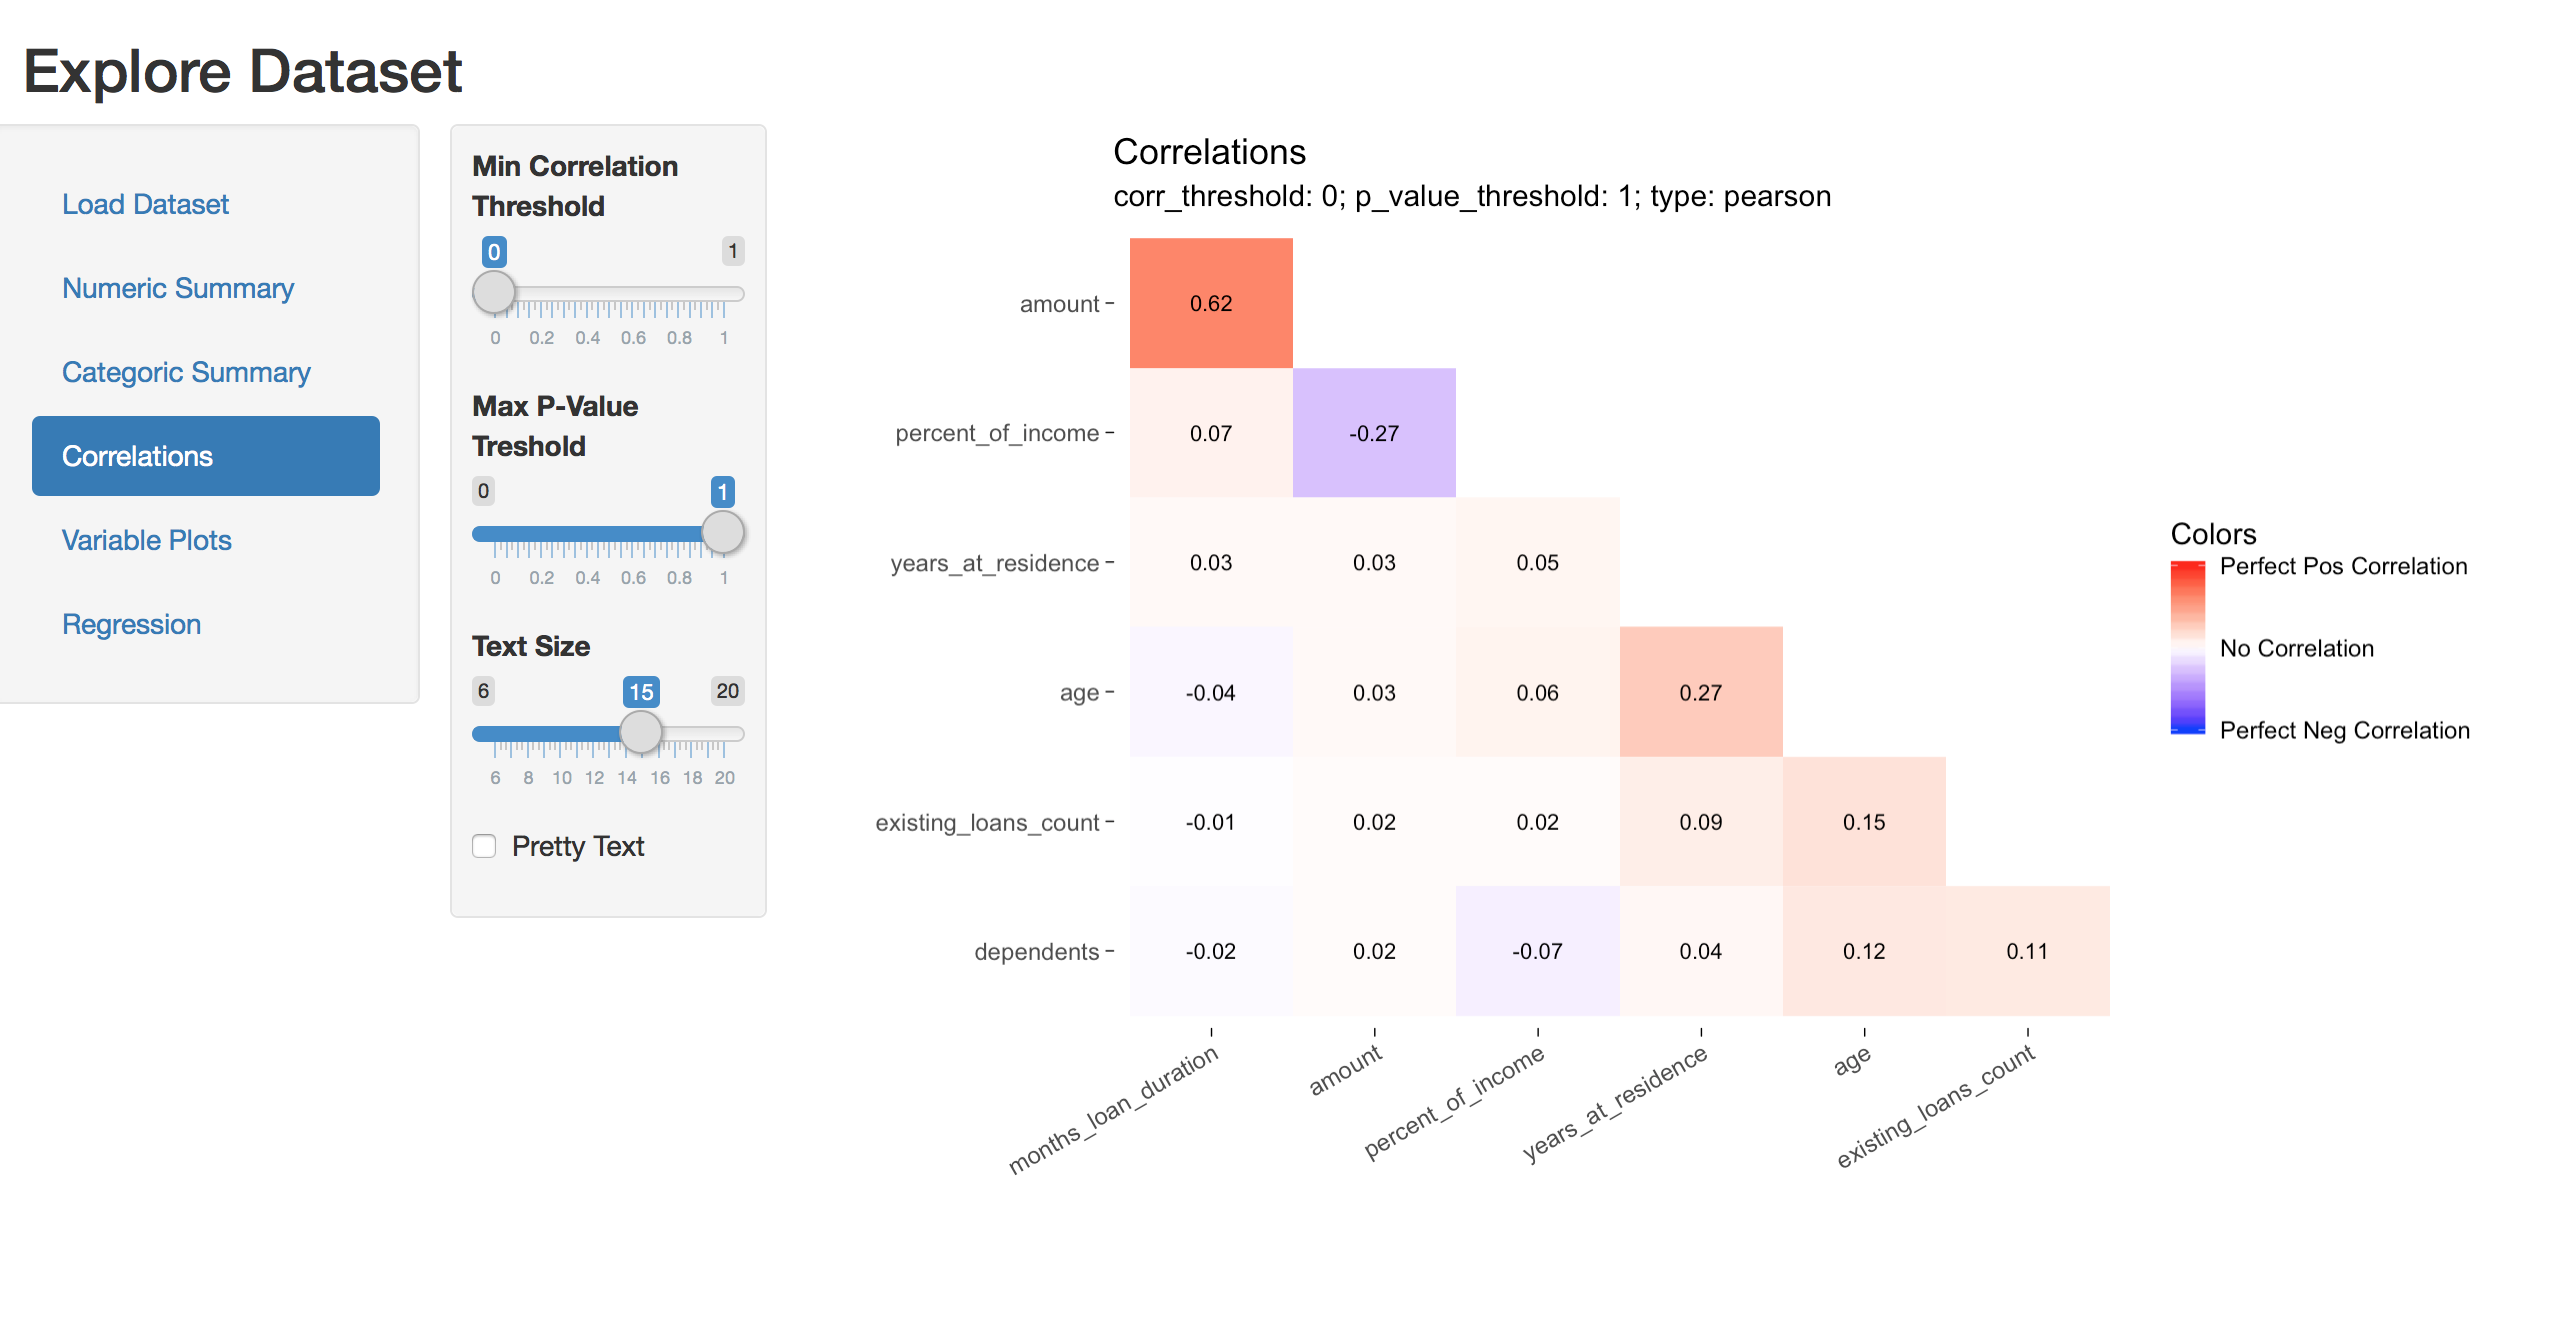 Explore Dataset
Load Dataset
Numeric Summary
Categoric Summary
Correlations
Variable Plots
Regression
Min Correlation
Threshold
0 1
0 0.2 0.4 0.6 0.8 1
Max P-Value
Treshold
0 1
0 0.2 0.4 0.6 0.8 1
Text Size
6 15 20
6 8 10 12 14 16 18 20
Pretty Text
Correlations
corr_threshold: 0; p_value_threshold: 1; type: pearson
amount 0.62
percent_of_income 0.07 -0.27
years_at_residence 0.03 0.03 0.05
age -0.04 0.03 0.06 0.27
existing_loans_count -0.01 0.02 0.02 0.09 0.15
dependents -0.02 0.02 -0.07 0.04 0.12 0.11
months_loan_duration
amount
percent_of_income
years_at_residence
age
existing_loans_count
Colors
Perfect Pos Correlation
No Correlation
Perfect Neg Correlation